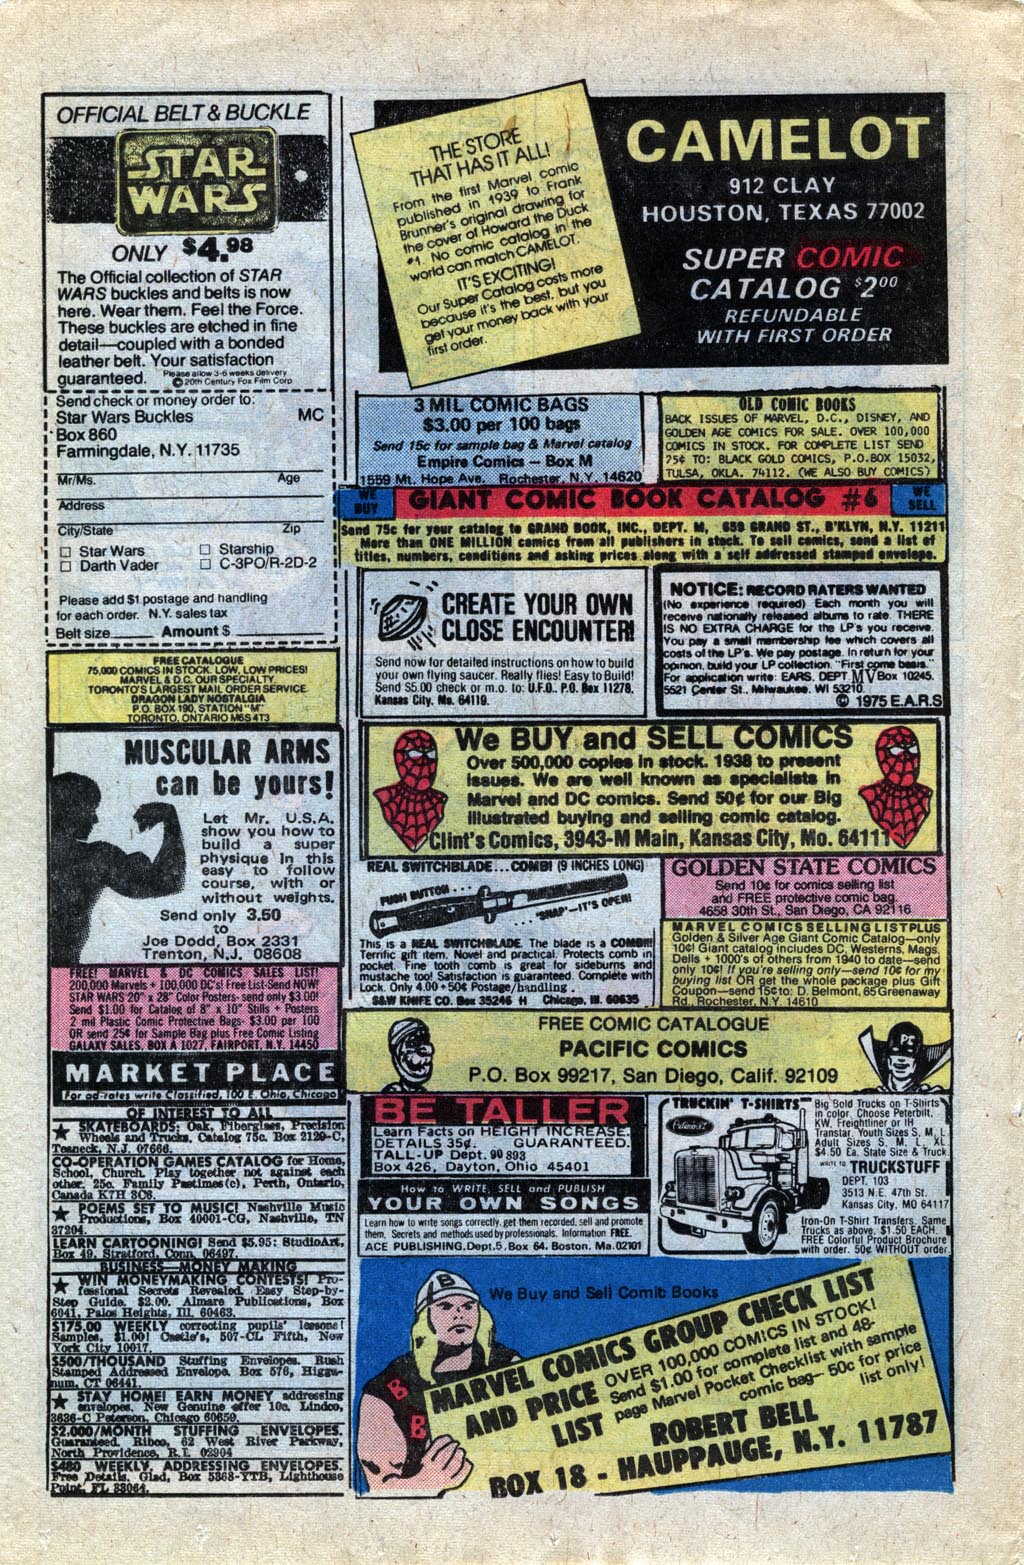 OFFICIAL BELT & BUCKLE
STAR
WARS
ONLY $4.98
The Official collection of STAR
WARS buckles and belts is now
here. Wear them. Feel the Force.
These buckles are etched in fine
detail—coupled with a bonded
leather belt. Your satisfaction
guaranteed. Please allow 3-6 weeks delivery
© 20th Century Fox Film Corp
Send check or money order to:
Star Wars Buckles MC
Box 860
Farmingdale, N.Y. 11735
Mr/Ms. Age
Address
City/State Zip
☐ Star Wars ☐ Starship
☐ Darth Vader ☐ C-3PO/R-2D-2
Please add $1 postage and handling
for each order. N.Y. sales tax
Belt size____ Amount $____
FREE CATALOGUE
75,000 COMICS IN STOCK. LOW, LOW PRICES!
MARVEL & D.C. OUR SPECIALTY.
TORONTO'S LARGEST MAIL ORDER SERVICE.
DRAGON LADY NOSTALGIA
P.O. BOX 190, STATION "M"
TORONTO, ONTARIO M6S 4T3
MUSCULAR ARMS
can be yours!
Let Mr. U.S.A.
show you how to
build a super
physique in this
easy to follow
course, with or
without weights.
Send only 3.50
to
Joe Dodd, Box 2331
Trenton, N.J. 08608
FREE! MARVEL & DC COMICS SALES LIST!
200,000 Marvels + 100,000 DC's! Free List-Send NOW!
STAR WARS 20" x 28" Color Posters- send only $3.00!
Send $1.00 for Catalog of 8" x 10" Stills + Posters
2 mil Plastic Comic Protective Bags- $3.00 per 100
OR send 25¢ for Sample Bag plus Free Comic Listing
GALAXY SALES, BOX A 1027, FAIRPORT, N.Y. 14450
MARKET PLACE
For ad-rates write Classified, 100 E. Ohio, Chicago
OF INTEREST TO ALL
★ SKATEBOARDS: Oak, Fiberglass, Precision
Wheels and Trucks, Catalog 75c. Box 2129-C,
Teaneck, N.J. 07666.
CO-OPERATION GAMES CATALOG for Home,
School, Church. Play together not against each
other. 25c. Family Pastimes(c), Perth, Ontario,
Canada K7H 3C6.
★ POEMS SET TO MUSIC! Nashville Music
Productions, Box 40001-CG, Nashville, TN
37204.
LEARN CARTOONING! Send $5.95: StudioArt,
Box 49, Stratford, Conn. 06497.
BUSINESS—MONEY MAKING
★ WIN MONEYMAKING CONTESTS! Pro-
fessional Secrets Revealed. Easy Step-by-
Step Guide. $2.00. Almare Publications, Box
6041, Palos Heights, Ill. 60463.
$175.00 WEEKLY correcting pupils' lessons!
Samples, $1.00! Castle's, 507-CL Fifth, New
York City 10017.
$500/THOUSAND Stuffing Envelopes. Rush
Stamped Addressed Envelope. Box 576, Higga-
num, CT 06441.
★ STAY HOME! EARN MONEY addressing
envelopes. New Genuine offer 10c. Lindco,
3636-C Peterson, Chicago 60659.
$2,000/MONTH STUFFING ENVELOPES.
Guaranteed. Ribco, 62 West River Parkway,
North Providence, R.I. 02904
$480 WEEKLY, ADDRESSING ENVELOPES.
Free Details. Glad, Box 5368-YTB, Lighthouse
Point, FL 33064.
THE STORE
THAT HAS IT ALL!
From the first Marvel comic
published in 1939 to Frank
Brunner's original drawing for
the cover of Howard the Duck
#1. No comic catalog in the
world can match CAMELOT.
IT'S EXCITING!
Our Super Catalog costs more
because it's the best, but you
get your money back with your
first order.
CAMELOT
912 CLAY
HOUSTON, TEXAS 77002
SUPER COMIC
CATALOG $2.00
REFUNDABLE
WITH FIRST ORDER
3 MIL COMIC BAGS
$3.00 per 100 bags
Send 15c for sample bag & Marvel catalog
Empire Comics — Box M
1559 Mt. Hope Ave. Rochester, N.Y. 14620
OLD COMIC BOOKS
BACK ISSUES OF MARVEL, D.C., DISNEY, AND
GOLDEN AGE COMICS FOR SALE. OVER 100,000
COMICS IN STOCK. FOR COMPLETE LIST SEND
25¢ TO: BLACK GOLD COMICS, P.O. BOX 15032,
TULSA, OKLA. 74112. (WE ALSO BUY COMICS)
WE BUY GIANT COMIC BOOK CATALOG #6 WE SELL
Send 75c for your catalog to GRAND BOOK, INC., DEPT. M, 659 GRAND ST., B'KLYN, N.Y. 11211
More than ONE MILLION comics from all publishers in stock. To sell comics, send a list of
titles, numbers, conditions and asking prices along with a self addressed stamped envelope.
CREATE YOUR OWN
CLOSE ENCOUNTER!
Send now for detailed instructions on how to build
your own flying saucer. Really flies! Easy to Build!
Send $5.00 check or m.o. to: U.F.O., P.O. Box 11278,
Kansas City, Mo. 64119.
NOTICE: RECORD RATERS WANTED
(No experience required) Each month you will
receive nationally released albums to rate. THERE
IS NO EXTRA CHARGE for the LP's you receive.
You pay a small membership fee which covers all
costs of the LP's. We pay postage. In return for your
opinion, build your LP collection. "First come basis."
For application write: EARS, DEPT MV Box 10245,
5521 Center St., Milwaukee, WI 53210.
© 1975 E.A.R.S
We BUY and SELL COMICS
Over 500,000 copies in stock. 1938 to present
issues. We are well known as specialists in
Marvel and DC comics. Send 50¢ for our Big
Illustrated buying and selling comic catalog.
Clint's Comics, 3943-M Main, Kansas City, Mo. 64111
REAL SWITCHBLADE...COMB! (9 INCHES LONG)
PUSH BUTTON...
...'SNAP'—IT'S OPEN!
This is a REAL SWITCHBLADE. The blade is a COMB!!!
Terrific gift item. Novel and practical. Protects comb in
pocket. Fine tooth comb is great for sideburns and
mustache too! Satisfaction is guaranteed. Complete with
Lock. Only 4.00 + 50¢ Postage/handling.
S&W KNIFE CO. Box 35246 H Chicago, Ill. 60635
GOLDEN STATE COMICS
Send 10¢ for comics selling list
and FREE protective comic bag
4658 30th St., San Diego, CA 92116
MARVEL COMICS SELLING LIST PLUS
Golden & Silver Age Giant Comic Catalog—only
10¢! Giant catalog includes DC, Westerns, Mags,
Dells + 1000's of others from 1940 to date—send
only 10¢! If you're selling only—send 10¢ for my
buying list OR get the whole package plus Gift
Coupon—send 15¢ to: D. Belmont, 65 Greenaway
Rd., Rochester, N.Y. 14610
FREE COMIC CATALOGUE
PACIFIC COMICS
P.O. Box 99217, San Diego, Calif. 92109
PC
BE TALLER
Learn Facts on HEIGHT INCREASE.
DETAILS 35¢. GUARANTEED.
TALL-UP Dept. 90 893
Box 426, Dayton, Ohio 45401
How to WRITE, SELL and PUBLISH
YOUR OWN SONGS
Learn how to write songs correctly, get them recorded, sell and promote
them. Secrets and methods used by professionals. Information FREE.
ACE PUBLISHING, Dept. 5, Box 64, Boston, Ma. 02101
TRUCKIN' T-SHIRTS
Peterbilt
Big Bold Trucks on T-Shirts
in color. Choose Peterbilt,
KW, Freightliner or IH
Transtar. Youth Sizes S, M, L.
Adult Sizes S, M, L, XL.
$4.50 Ea. State Size & Truck.
WRITE TO TRUCKSTUFF
DEPT. 103
3513 N.E. 47th St.
Kansas City, MO 64117
Iron-On T-Shirt Transfers. Same
Trucks as above. $1.50 EACH.
FREE Colorful Product Brochure
with order. 50¢ WITHOUT order.
We Buy and Sell Comic Books
B
B
B
MARVEL COMICS GROUP CHECK LIST
AND PRICE LIST
OVER 100,000 COMICS IN STOCK!
Send $1.00 for complete list and 48-
page Marvel Pocket Checklist with sample
comic bag— 50c for price
list only!
ROBERT BELL
BOX 18 - HAUPPAUGE, N.Y. 11787